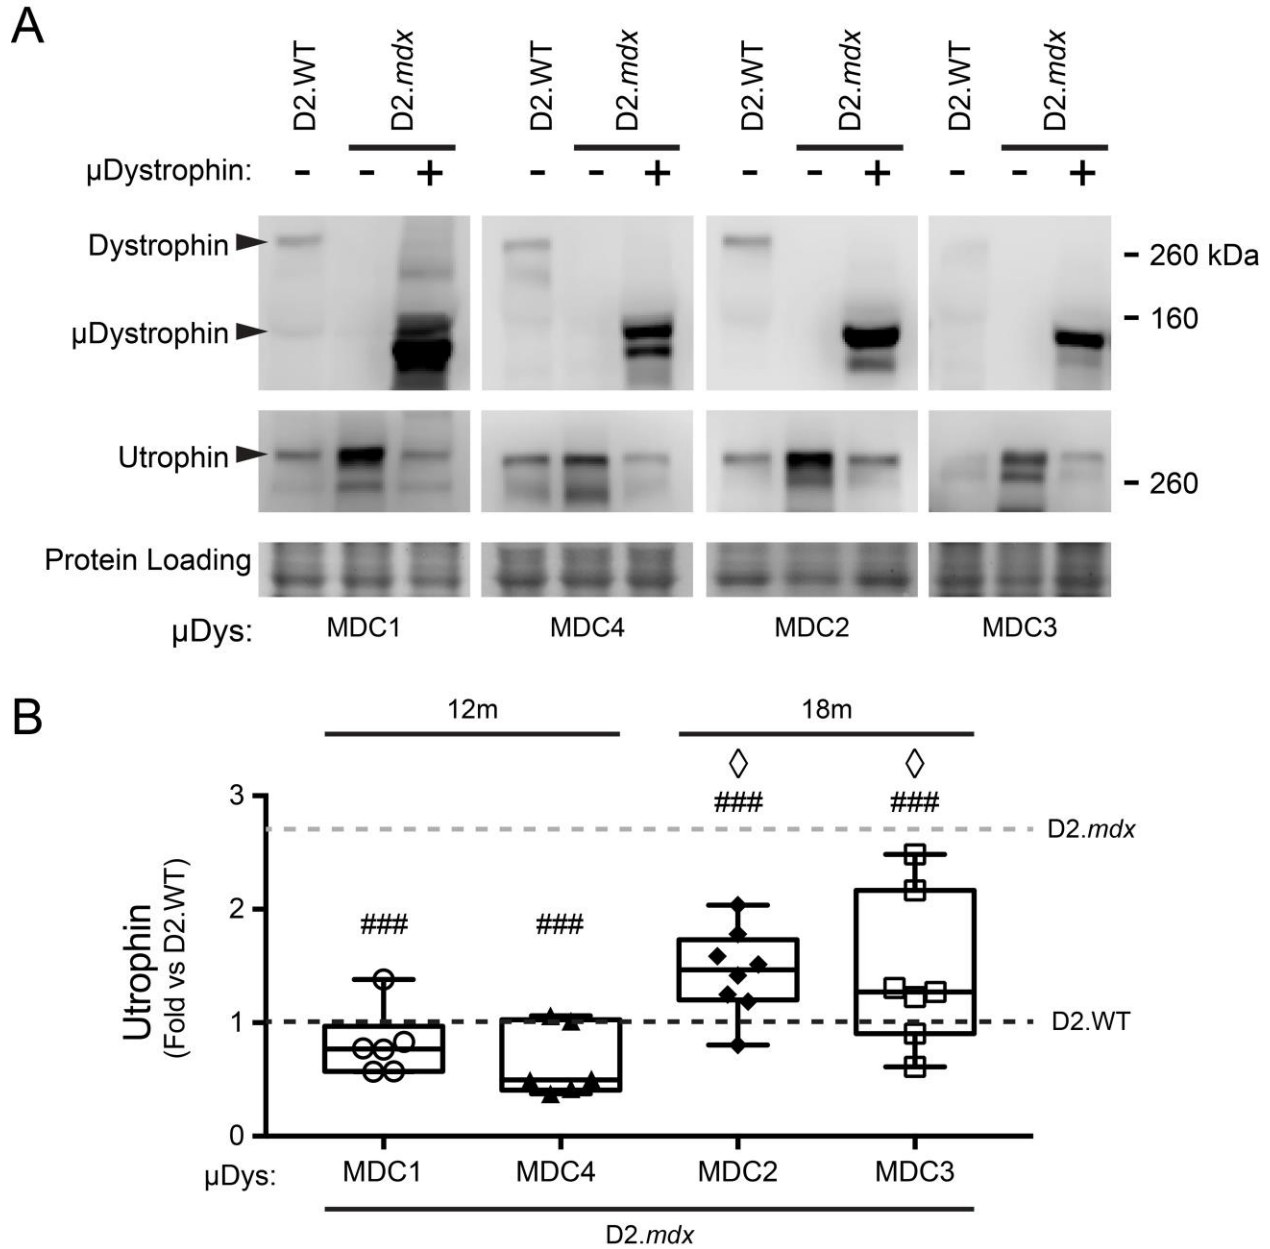 A
D2.WT D2.mdx D2.WT D2.mdx D2.WT D2.mdx D2.WT D2.mdx
µDystrophin: - - + - - + - - + - - +
Dystrophin
- 260 kDa
µDystrophin
- 160
Utrophin
- 260
Protein Loading
µDys: MDC1 MDC4 MDC2 MDC3
B
12m 18m
◊ ◊
### ###
3
D2.mdx
Utrophin
(Fold vs D2.WT)
### ###
2
1
D2.WT
0
µDys: MDC1 MDC4 MDC2 MDC3
D2.mdx